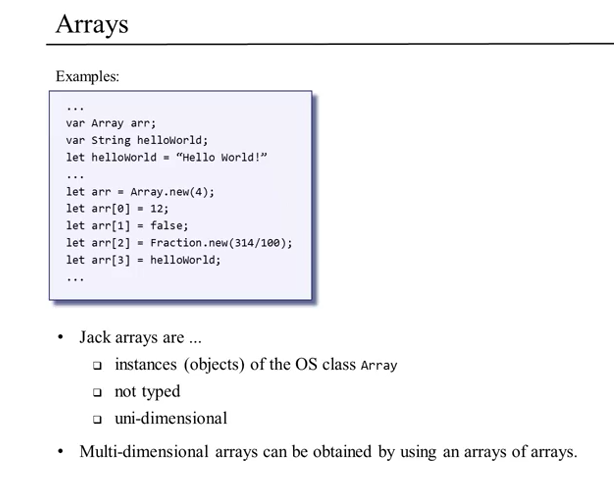 Arrays
Examples:
...
var Array arr;
var String helloWorld;
let helloWorld = “Hello World!”
...
let arr = Array.new(4);
let arr[0] = 12;
let arr[1] = false;
let arr[2] = Fraction.new(314/100);
let arr[3] = helloWorld;
...
• Jack arrays are ...
❑ instances (objects) of the OS class Array
❑ not typed
❑ uni-dimensional
• Multi-dimensional arrays can be obtained by using an arrays of arrays.